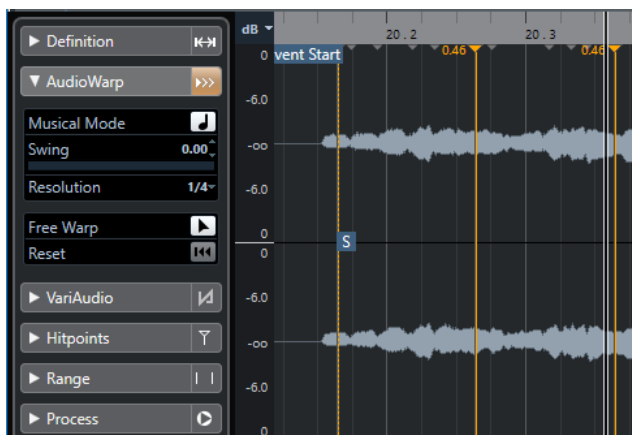 Definition
AudioWarp
Musical Mode
Swing 0.00
Resolution 1/4
Free Warp
Reset
VariAudio
Hitpoints
Range
Process
dB
20.2 20.3
0 vent Start 0.46 0.46
-6.0
-oo
-6.0
0
S
0
-6.0
-oo
-6.0
0